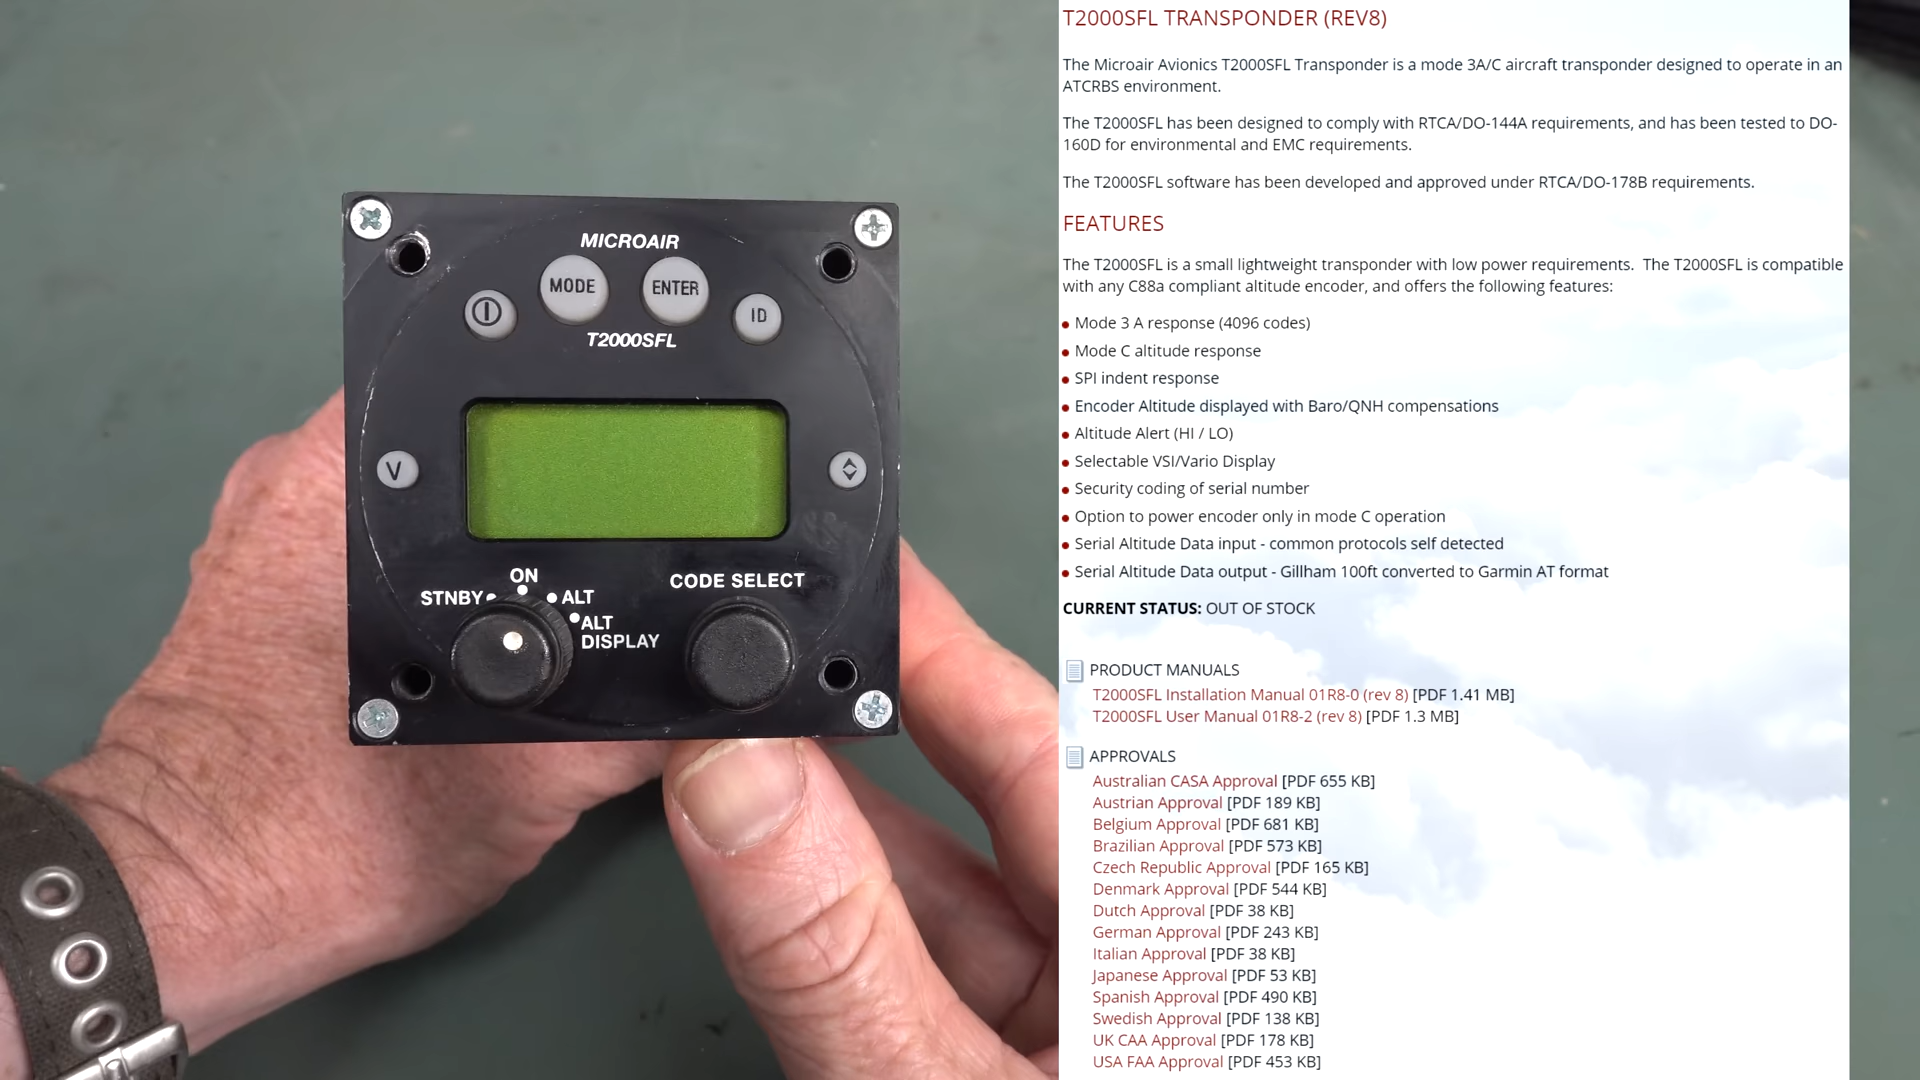 MICROAIR
MODE
ENTER
ID
T2000SFL
V
STNBY
ON
ALT
ALT
DISPLAY
CODE SELECT
T2000SFL TRANSPONDER (REV8)
The Microair Avionics T2000SFL Transponder is a mode 3A/C aircraft transponder designed to operate in an
ATCRBS environment.
The T2000SFL has been designed to comply with RTCA/DO-144A requirements, and has been tested to DO-
160D for environmental and EMC requirements.
The T2000SFL software has been developed and approved under RTCA/DO-178B requirements.
FEATURES
The T2000SFL is a small lightweight transponder with low power requirements.  The T2000SFL is compatible
with any C88a compliant altitude encoder, and offers the following features:
• Mode 3 A response (4096 codes)
• Mode C altitude response
• SPI indent response
• Encoder Altitude displayed with Baro/QNH compensations
• Altitude Alert (HI / LO)
• Selectable VSI/Vario Display
• Security coding of serial number
• Option to power encoder only in mode C operation
• Serial Altitude Data input - common protocols self detected
• Serial Altitude Data output - Gillham 100ft converted to Garmin AT format
CURRENT STATUS: OUT OF STOCK
PRODUCT MANUALS
T2000SFL Installation Manual 01R8-0 (rev 8) [PDF 1.41 MB]
T2000SFL User Manual 01R8-2 (rev 8) [PDF 1.3 MB]
APPROVALS
Australian CASA Approval [PDF 655 KB]
Austrian Approval [PDF 189 KB]
Belgium Approval [PDF 681 KB]
Brazilian Approval [PDF 573 KB]
Czech Republic Approval [PDF 165 KB]
Denmark Approval [PDF 544 KB]
Dutch Approval [PDF 38 KB]
German Approval [PDF 243 KB]
Italian Approval [PDF 38 KB]
Japanese Approval [PDF 53 KB]
Spanish Approval [PDF 490 KB]
Swedish Approval [PDF 138 KB]
UK CAA Approval [PDF 178 KB]
USA FAA Approval [PDF 453 KB]